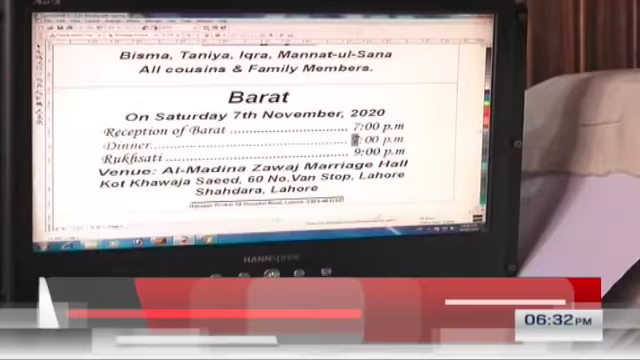 Bisma, Taniya, Iqra, Mannat-ul-Sana
All cousins & Family Members.
Barat
On Saturday 7th November, 2020
Reception of Barat .............................. 7:00 p.m
Dinner.................................................... :00 p.m
Rukhsati ............................................... 9:00 p.m
Venue: Al-Madina Zawaj Marriage Hall
Kot Khawaja Saeed, 60 No.Van Stop, Lahore
Shahdara, Lahore
HANNspree
06:32PM